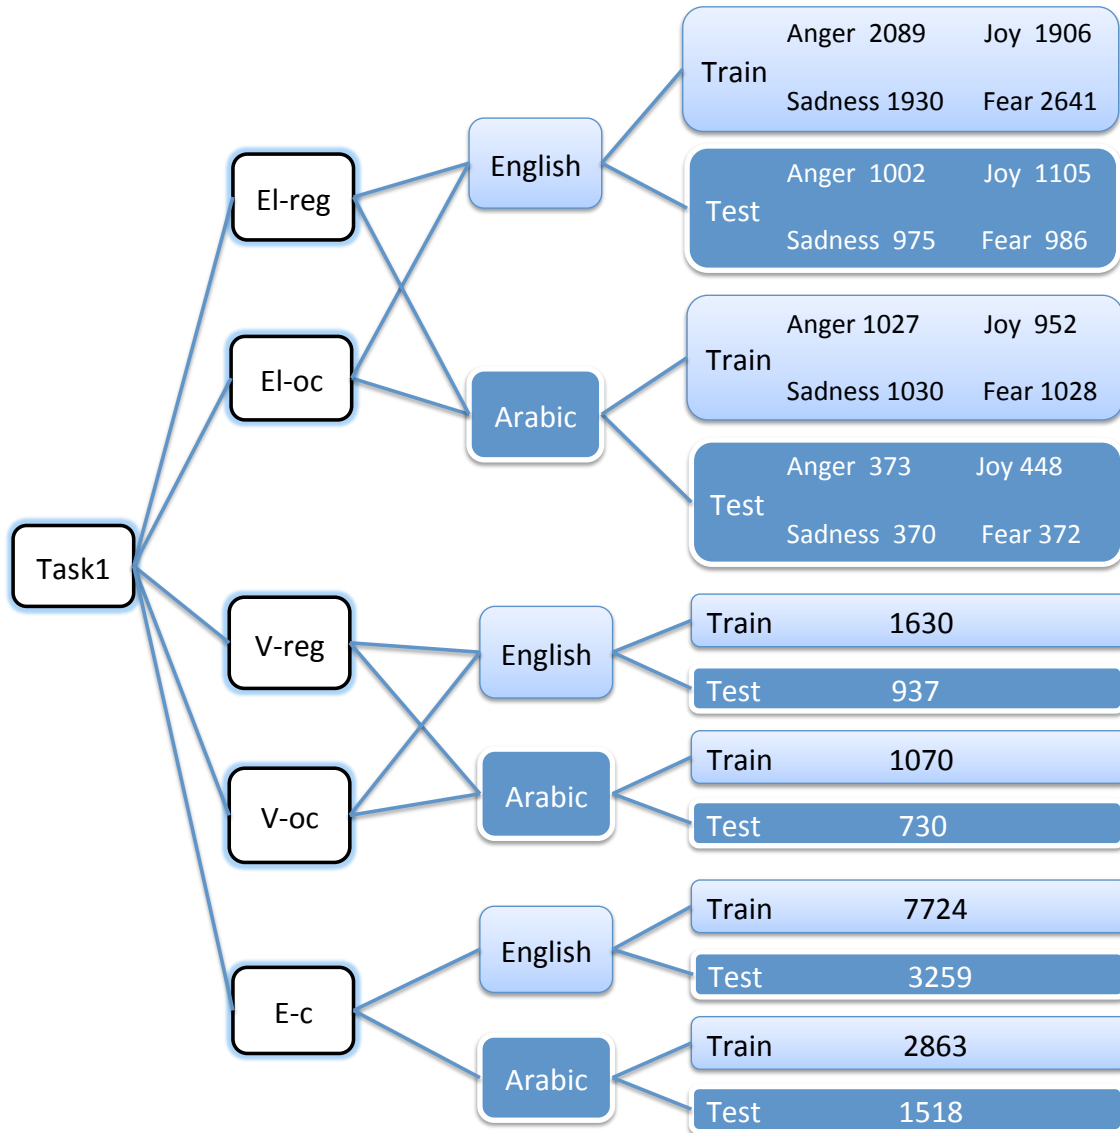 Anger 2089 Joy 1906
Train
Sadness 1930 Fear 2641
English
Anger 1002 Joy 1105
Test
Sadness 975 Fear 986
El-reg
Anger 1027 Joy 952
Train
Sadness 1030 Fear 1028
El-oc
Arabic
Anger 373 Joy 448
Test
Sadness 370 Fear 372
Task1
V-reg
English
Train 1630
Test 937
V-oc
Arabic
Train 1070
Test 730
E-c
English
Train 7724
Test 3259
Arabic
Train 2863
Test 1518